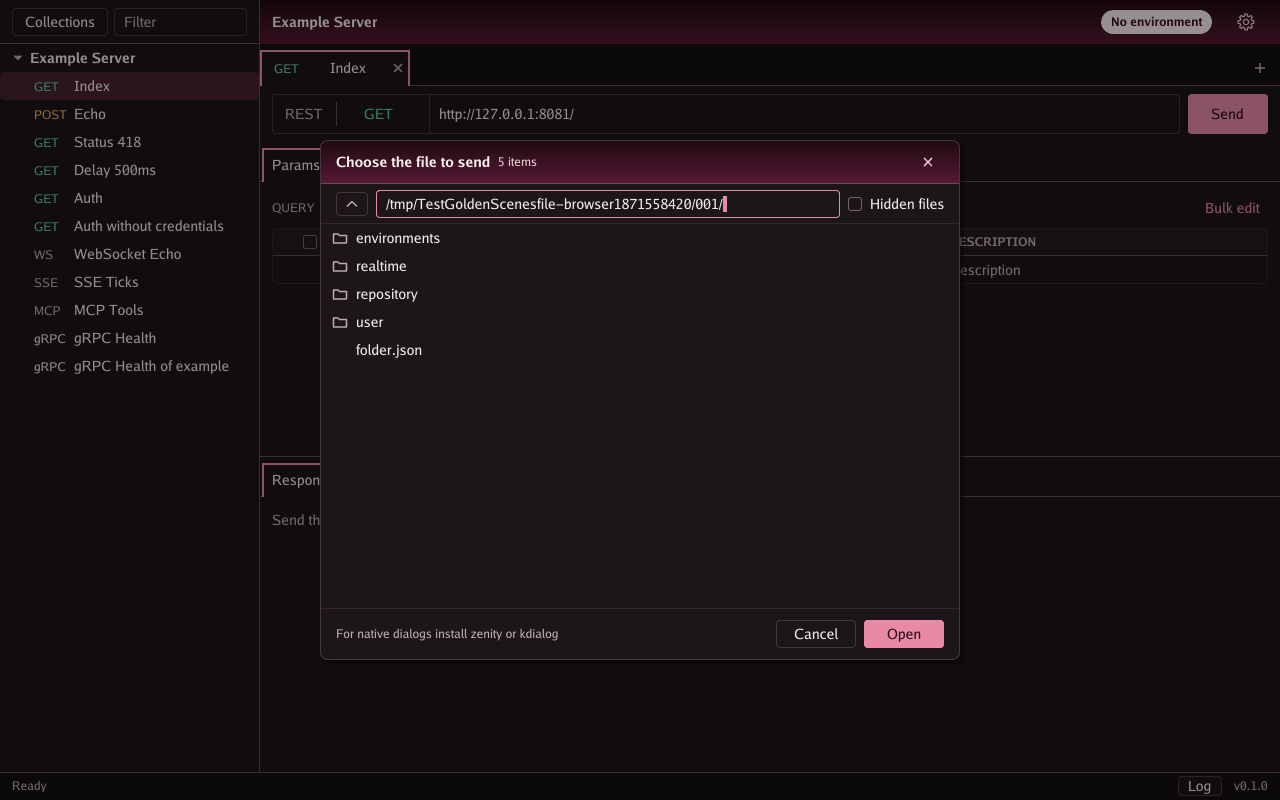 Collections
Filter
Example Server
No environment
Example Server
GET Index
POST Echo
GET Status 418
GET Delay 500ms
GET Auth
GET Auth without credentials
WS WebSocket Echo
SSE SSE Ticks
MCP MCP Tools
gRPC gRPC Health
gRPC gRPC Health of example
GET Index
REST GET http://127.0.0.1:8081/ Send
Params
QUERY
Bulk edit
ESCRIPTION
escription
Choose the file to send 5 items
/tmp/TestGoldenScenesfile-browser1871558420/001/
Hidden files
environments
realtime
repository
user
folder.json
For native dialogs install zenity or kdialog
Cancel
Open
Respon
Send th
Ready
Log
v0.1.0